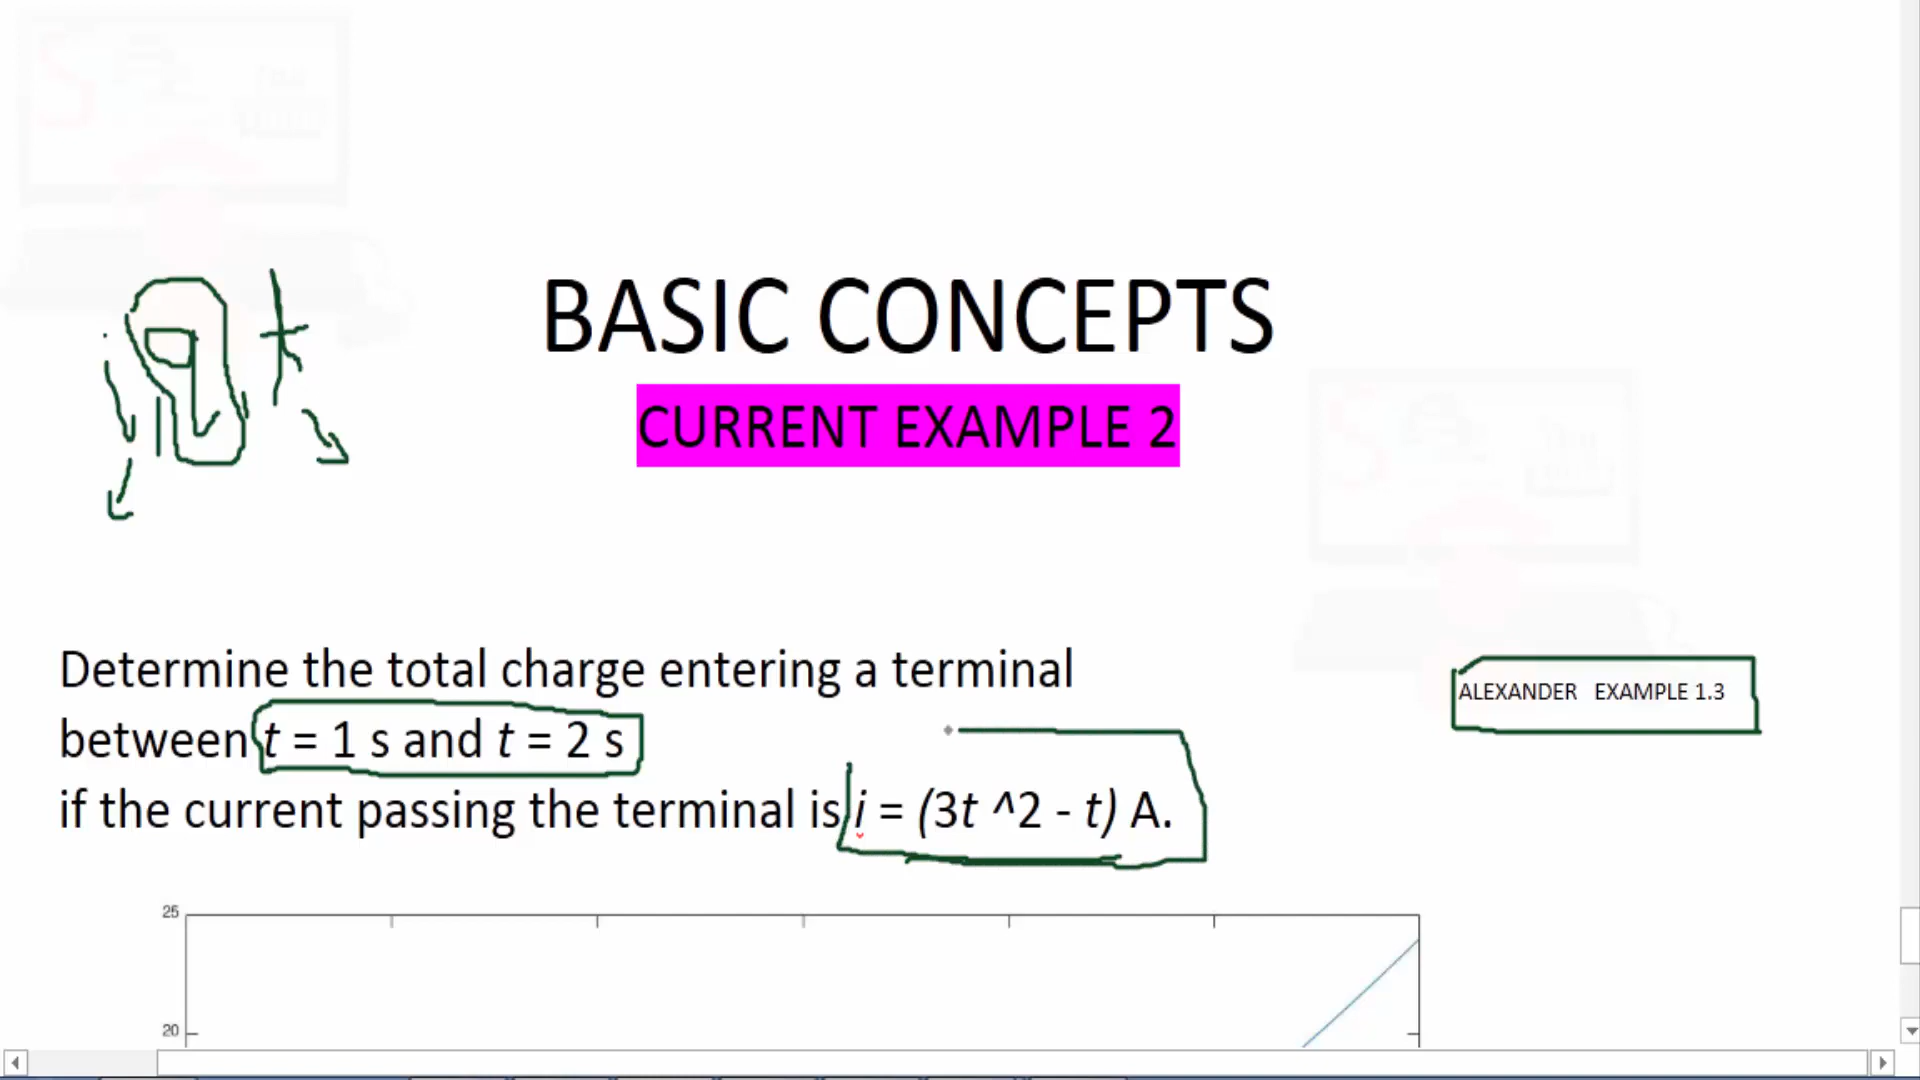 BASIC CONCEPTS
CURRENT EXAMPLE 2
q t
Determine the total charge entering a terminal
between t = 1 s and t = 2 s
if the current passing the terminal is i = (3t ^2 - t) A.
ALEXANDER EXAMPLE 1.3
25
20